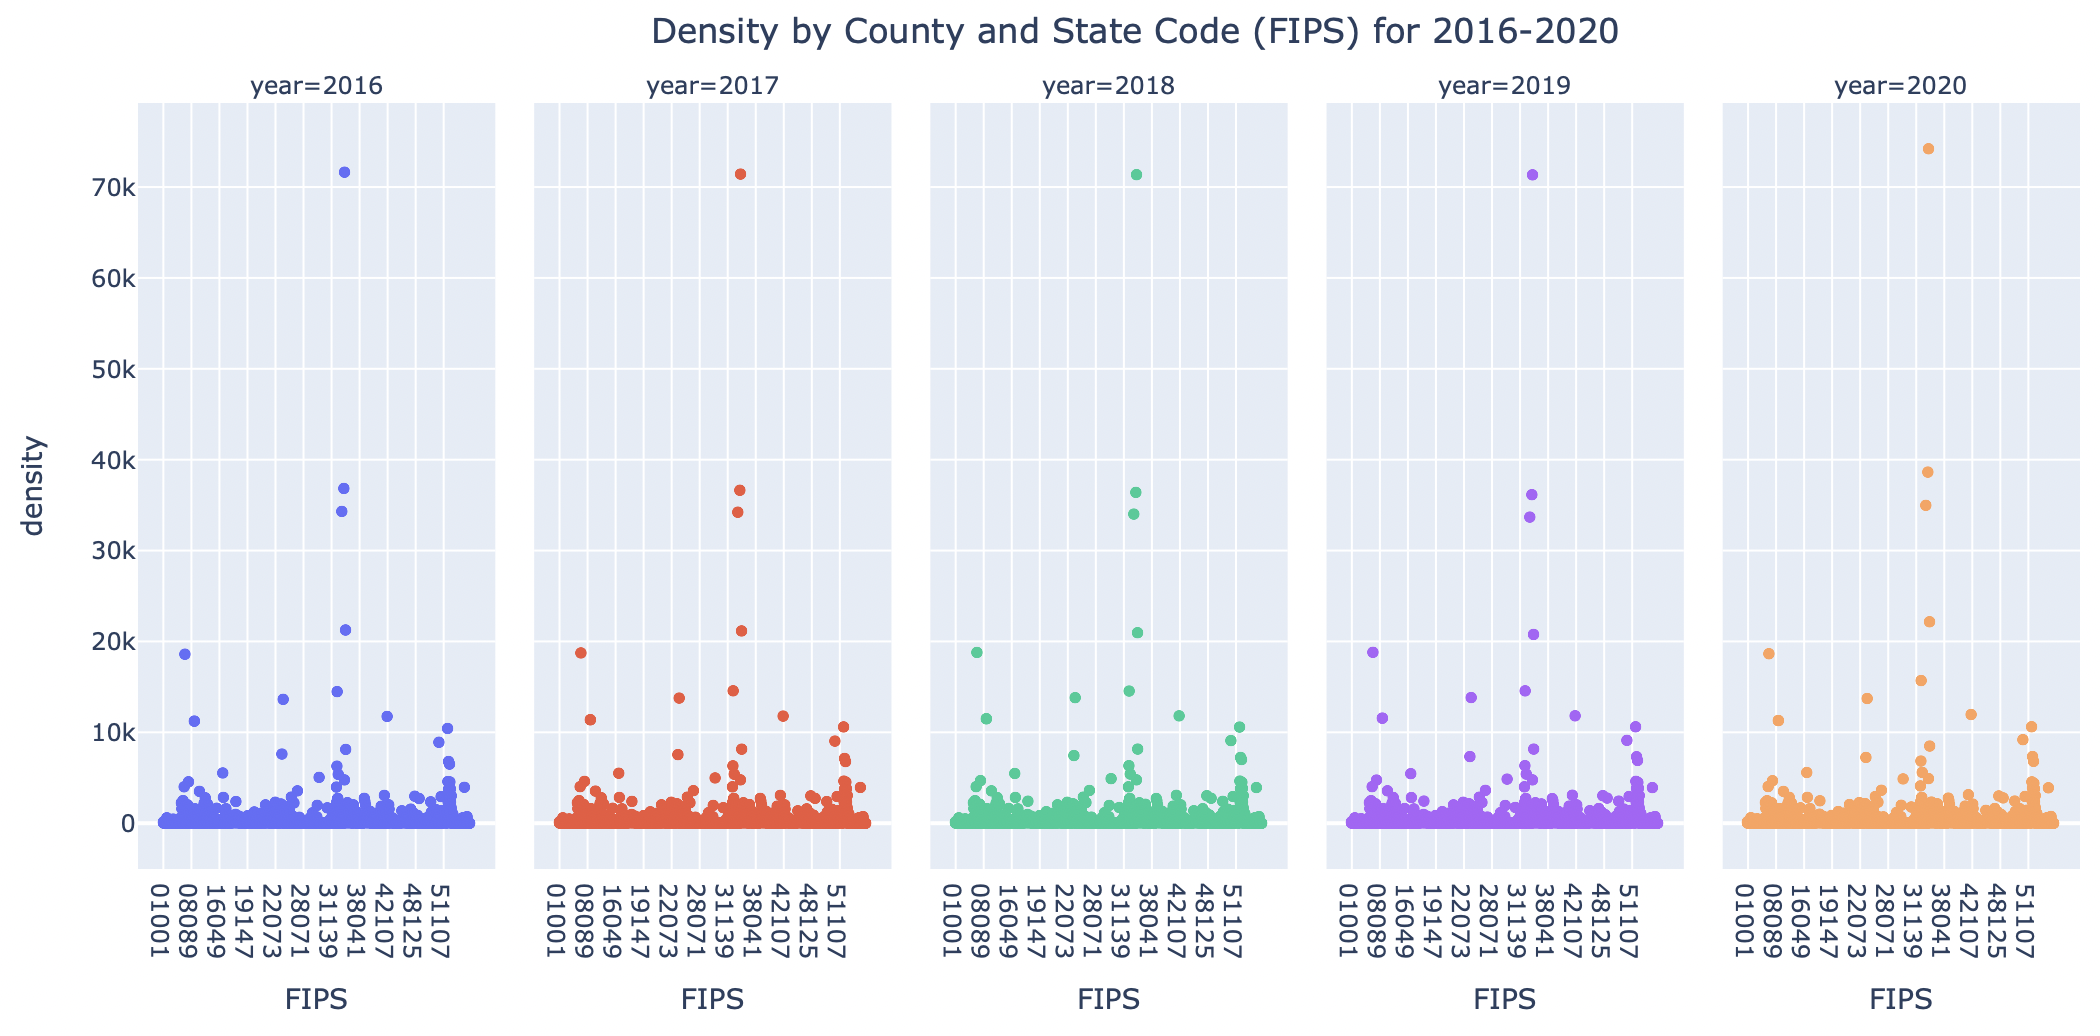 Density by County and State Code (FIPS) for 2016-2020
year=2016
year=2017
year=2018
year=2019
year=2020
density
70k
60k
50k
40k
30k
20k
10k
0
01001
08089
16049
19147
22073
28071
31139
38041
42107
48125
51107
01001
08089
16049
19147
22073
28071
31139
38041
42107
48125
51107
01001
08089
16049
19147
22073
28071
31139
38041
42107
48125
51107
01001
08089
16049
19147
22073
28071
31139
38041
42107
48125
51107
01001
08089
16049
19147
22073
28071
31139
38041
42107
48125
51107
FIPS
FIPS
FIPS
FIPS
FIPS